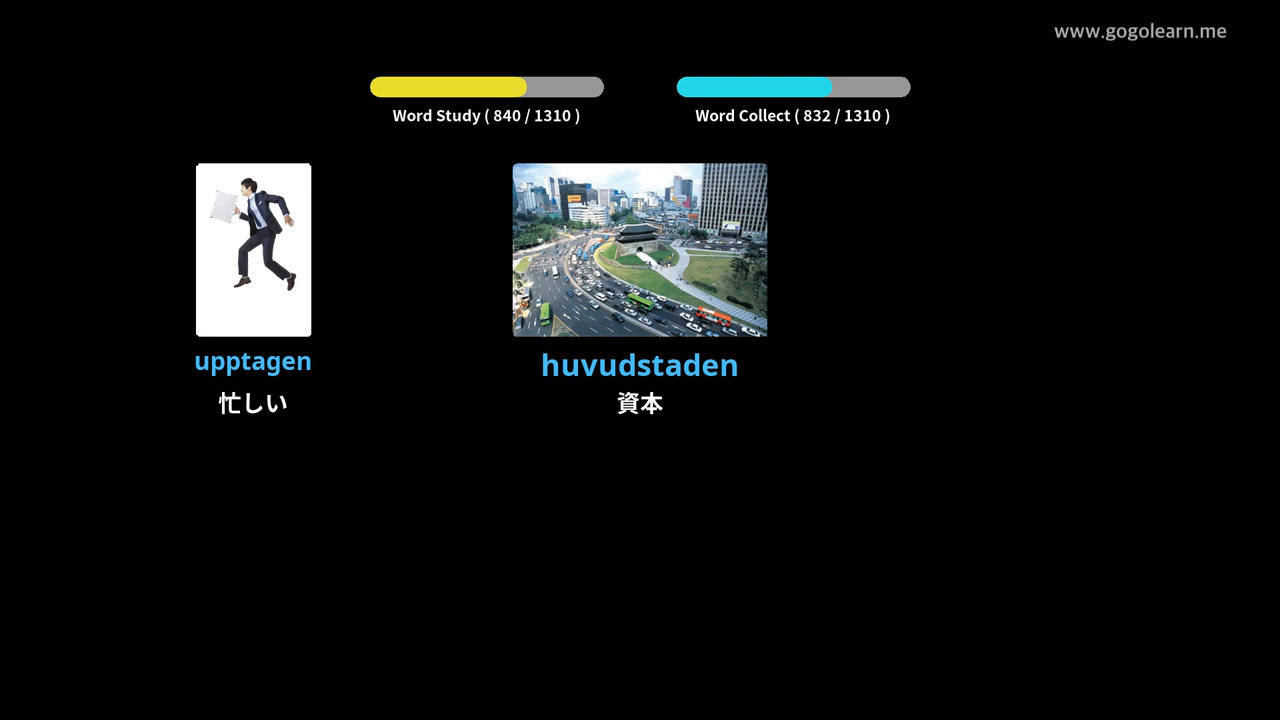 www.gogolearn.me
Word Study ( 840 / 1310 )
Word Collect ( 832 / 1310 )
upptagen
忙しい
huvudstaden
資本